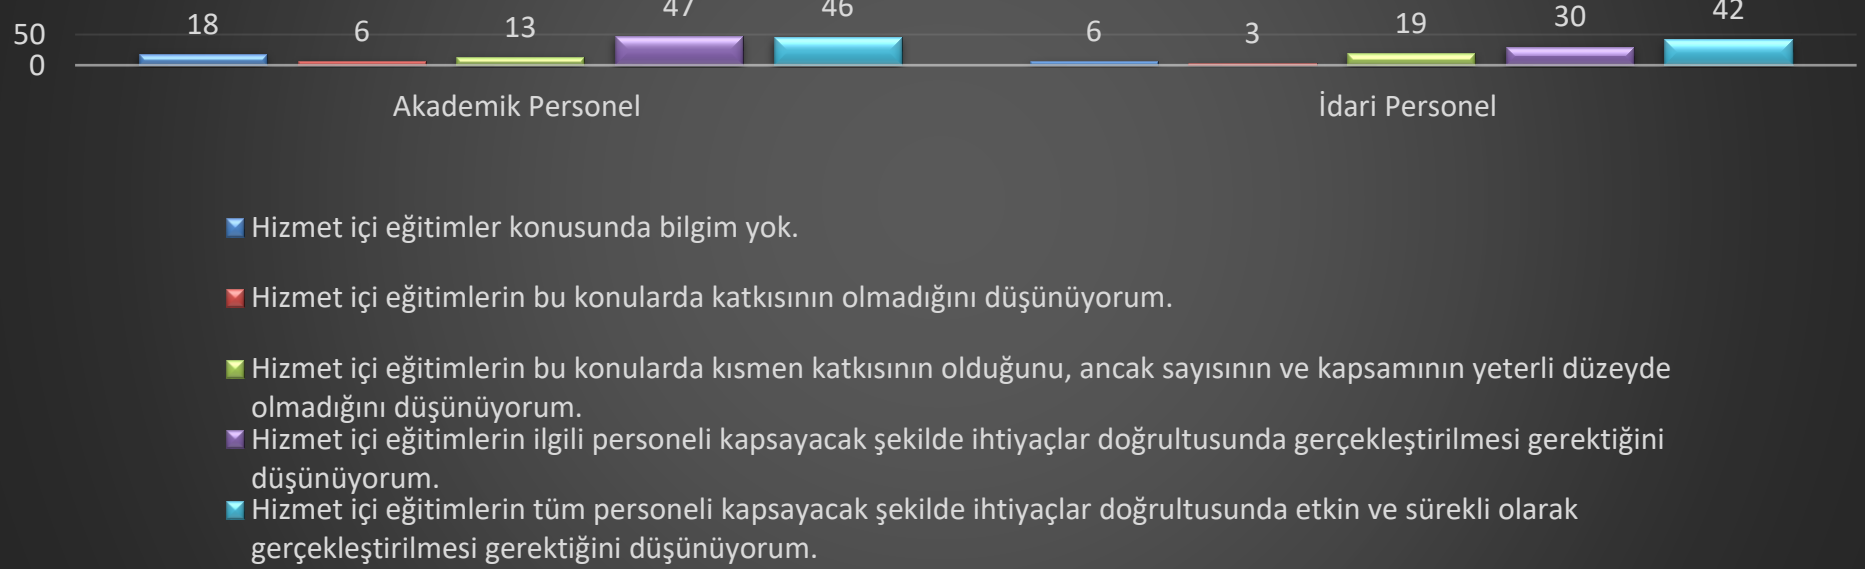 18 6 13 47 46 6 3 19 30 42
50
0
Akademik Personel İdari Personel
Hizmet içi eğitimler konusunda bilgim yok.
Hizmet içi eğitimlerin bu konularda katkısının olmadığını düşünüyorum.
Hizmet içi eğitimlerin bu konularda kısmen katkısının olduğunu, ancak sayısının ve kapsamının yeterli düzeyde
olmadığını düşünüyorum.
Hizmet içi eğitimlerin ilgili personeli kapsayacak şekilde ihtiyaçlar doğrultusunda gerçekleştirilmesi gerektiğini
düşünüyorum.
Hizmet içi eğitimlerin tüm personeli kapsayacak şekilde ihtiyaçlar doğrultusunda etkin ve sürekli olarak
gerçekleştirilmesi gerektiğini düşünüyorum.